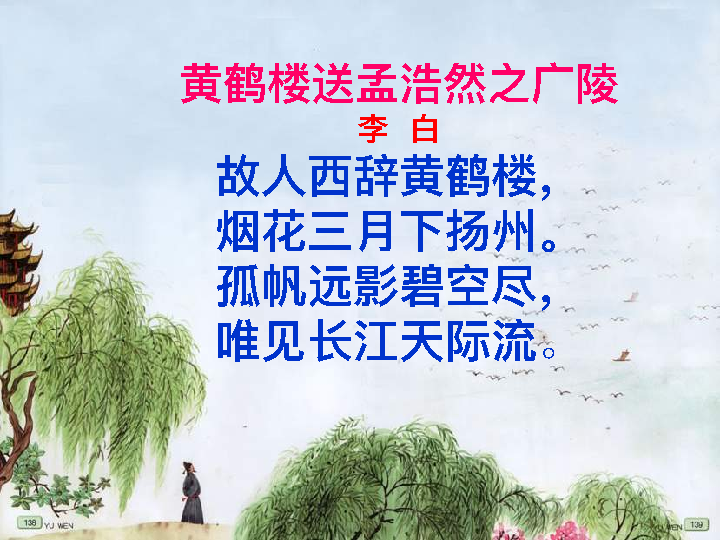 黄鹤楼送孟浩然之广陵
李 白
故人西辞黄鹤楼，
烟花三月下扬州。
孤帆远影碧空尽，
唯见长江天际流。
138 YU WEN
YU WEN 139